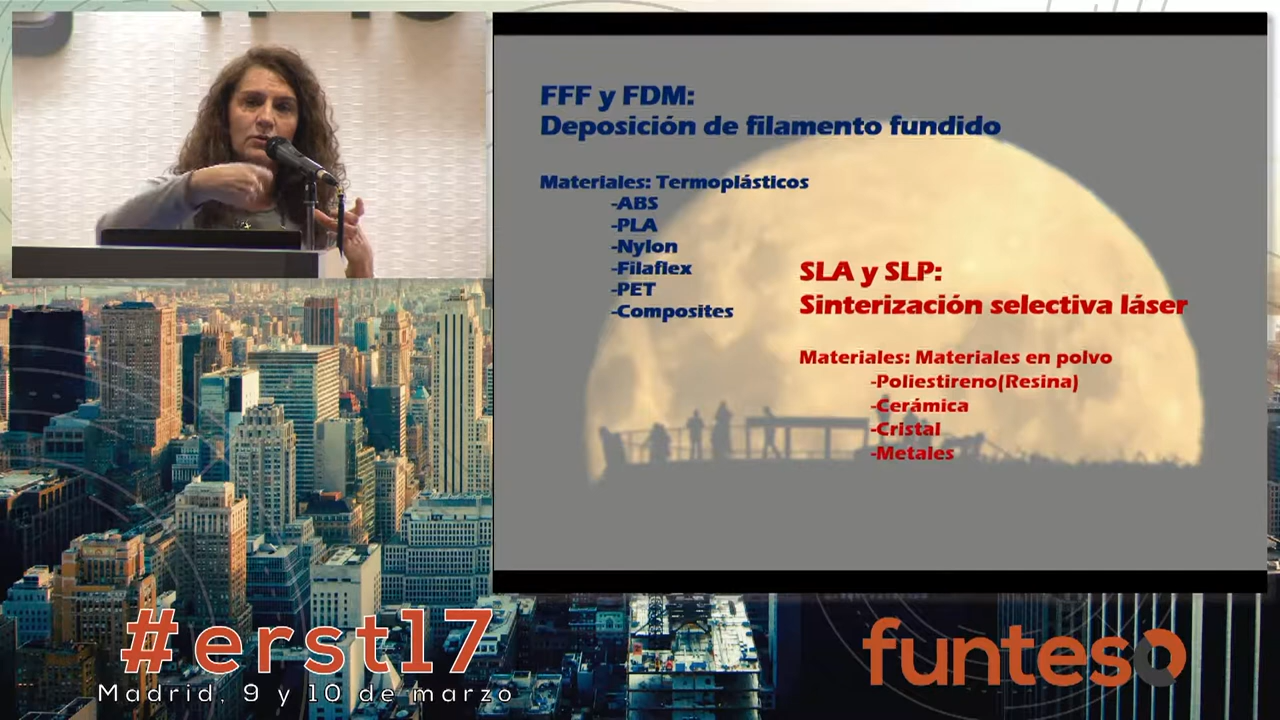 FFF y FDM:
Deposición de filamento fundido
Materiales: Termoplásticos
-ABS
-PLA
-Nylon
-Filaflex
-PET
-Composites
SLA y SLP:
Sinterización selectiva láser
Materiales: Materiales en polvo
-Poliestireno(Resina)
-Cerámica
-Cristal
-Metales
#erst17
Madrid, 9 y 10 de marzo
funteso